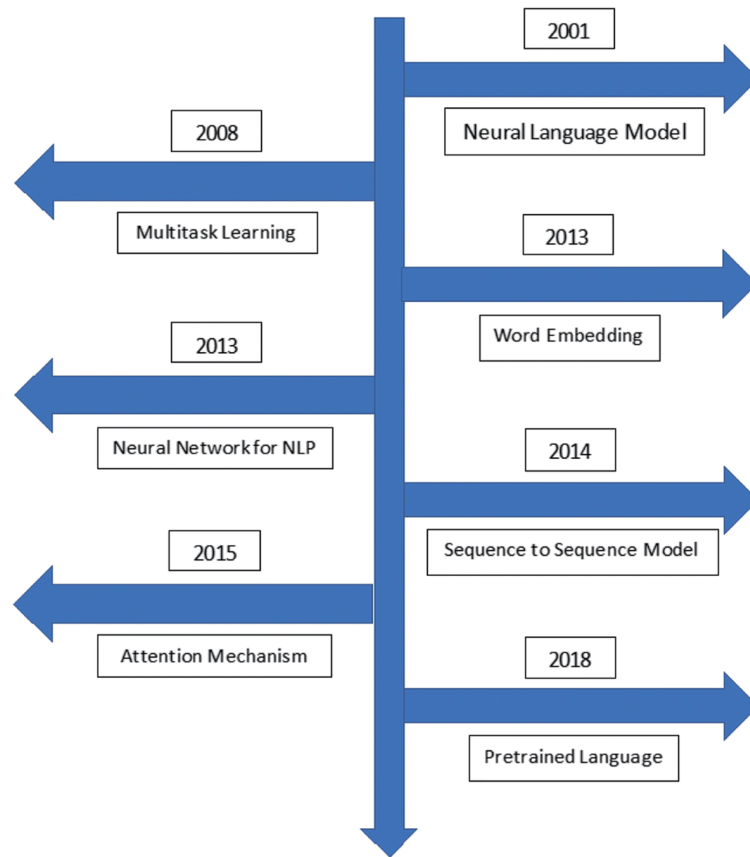 2001
Neural Language Model
2008
Multitask Learning
2013
Word Embedding
2013
Neural Network for NLP
2014
Sequence to Sequence Model
2015
Attention Mechanism
2018
Pretrained Language